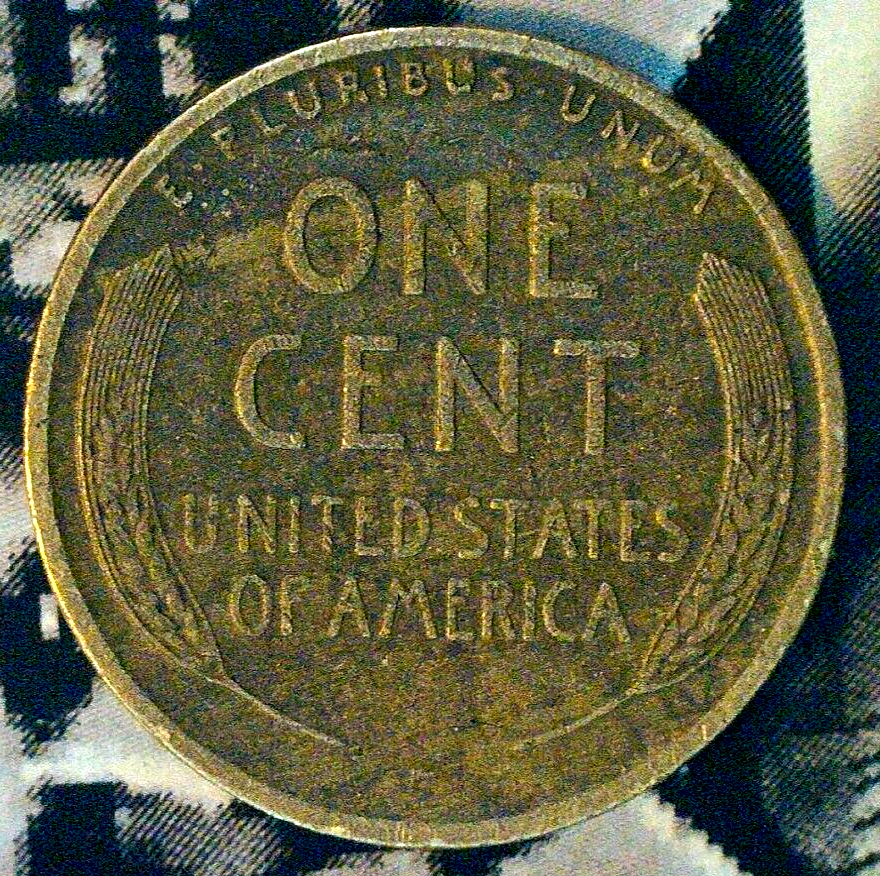 E·PLURIBUS·UNUM
ONE
CENT
UNITED·STATES
OF AMERICA